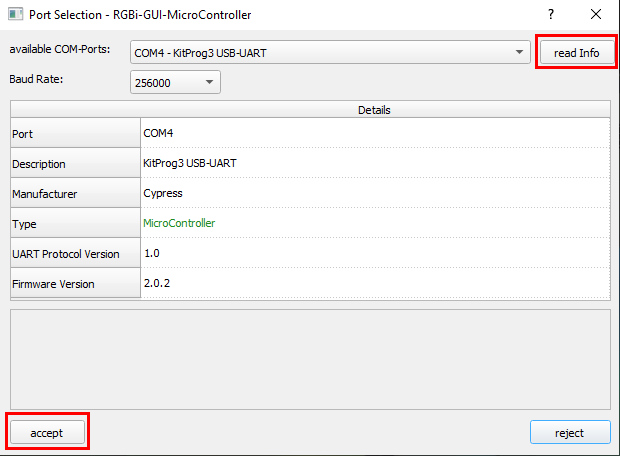 Port Selection - RGBi-GUI-MicroController
available COM-Ports: COM4 - KitProg3 USB-UART read Info
Baud Rate: 256000
Details
Port COM4
Description KitProg3 USB-UART
Manufacturer Cypress
Type MicroController
UART Protocol Version 1.0
Firmware Version 2.0.2
accept reject